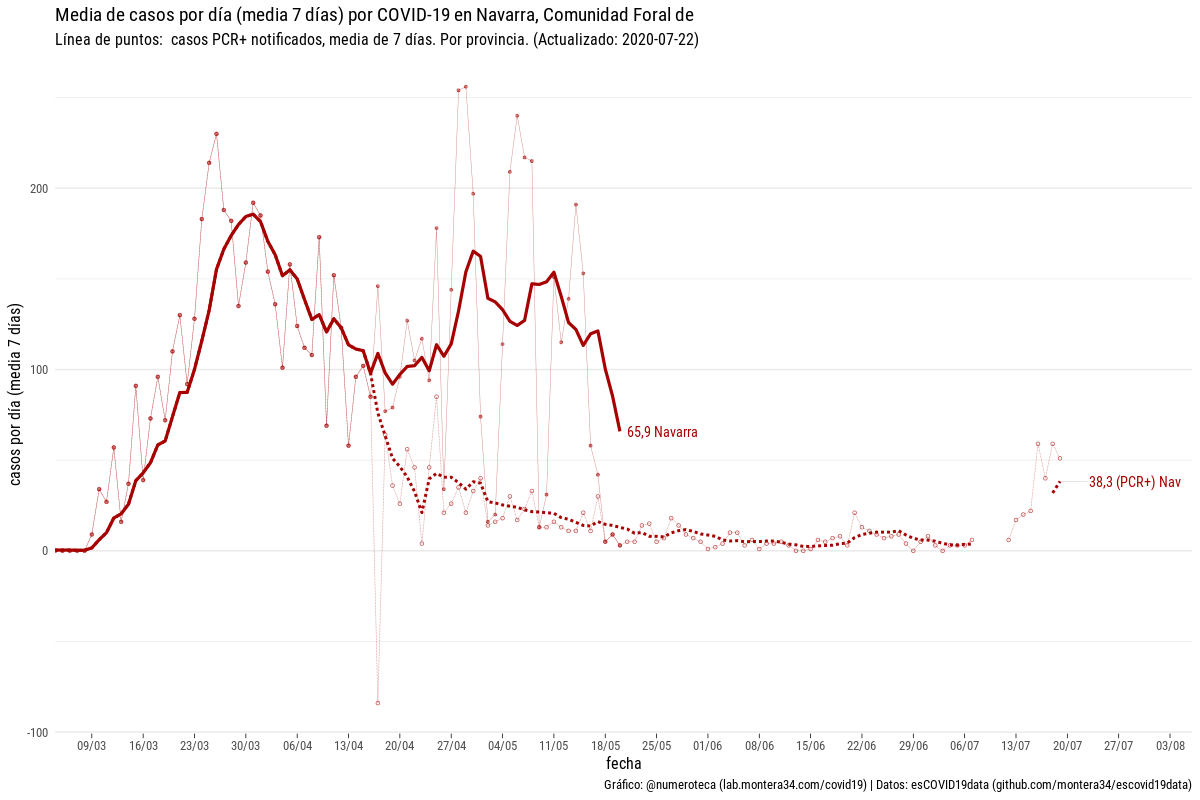 Media de casos por día (media 7 días) por COVID-19 en Navarra, Comunidad Foral de
Línea de puntos:  casos PCR+ notificados, media de 7 días. Por provincia. (Actualizado: 2020-07-22)
casos por día (media 7 días)
200
100
0
-100
65,9 Navarra
38,3 (PCR+) Nav
09/03 16/03 23/03 30/03 06/04 13/04 20/04 27/04 04/05 11/05 18/05 25/05 01/06 08/06 15/06 22/06 29/06 06/07 13/07 20/07 27/07 03/08
fecha
Gráfico: @numeroteca (lab.montera34.com/covid19) | Datos: esCOVID19data (github.com/montera34/escovid19data)